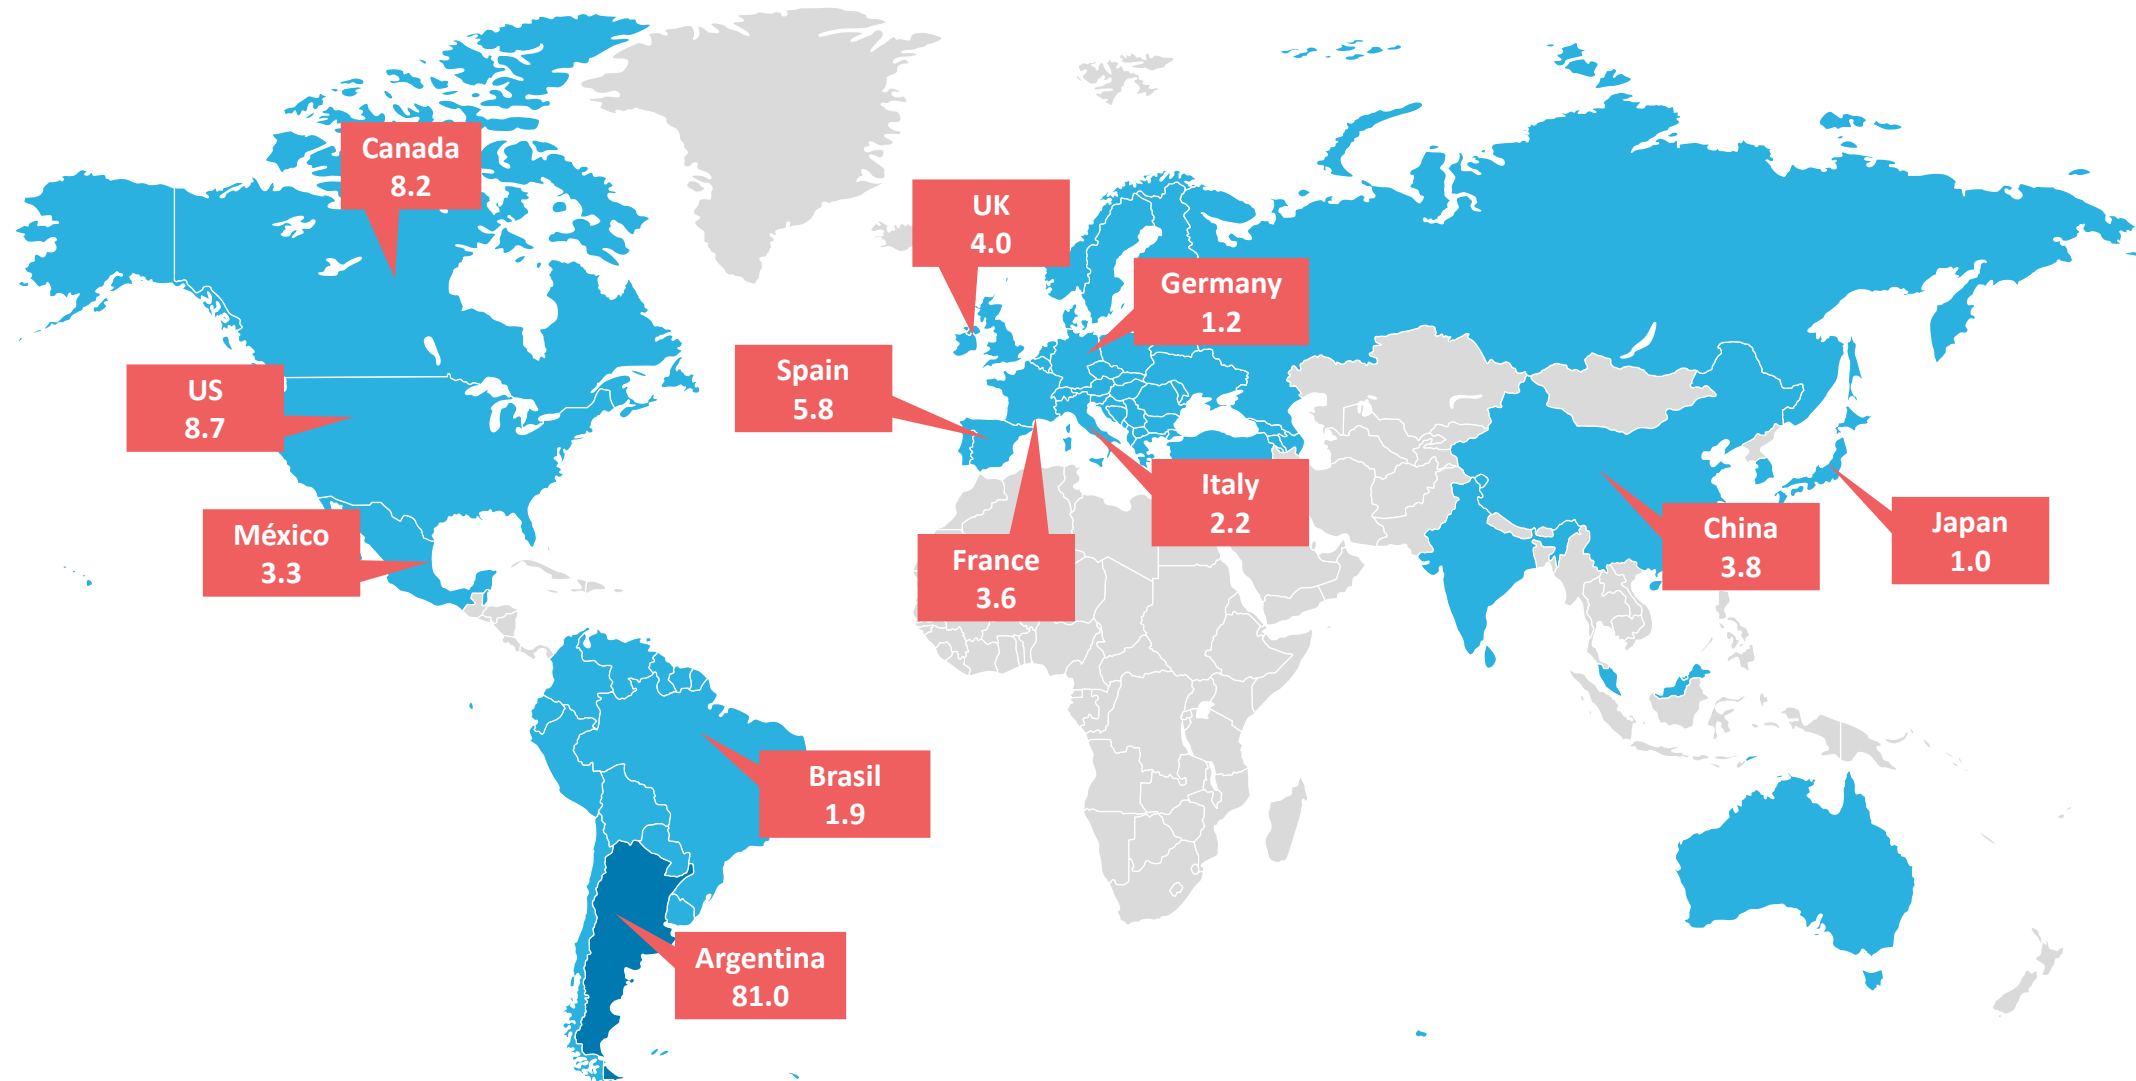 Canada
8.2
UK
4.0
Germany
1.2
Spain
5.8
US
8.7
Italy
2.2
México
3.3
France
3.6
China
3.8
Japan
1.0
Brasil
1.9
Argentina
81.0